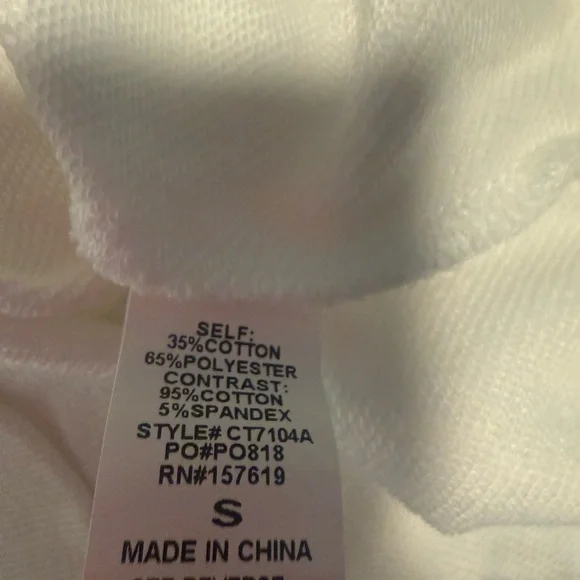 SELF:
35%COTTON
65%POLYESTER
CONTRAST:
95%COTTON
5%SPANDEX
STYLE# CT7104A
PO#PO818
RN#157619
S
MADE IN CHINA